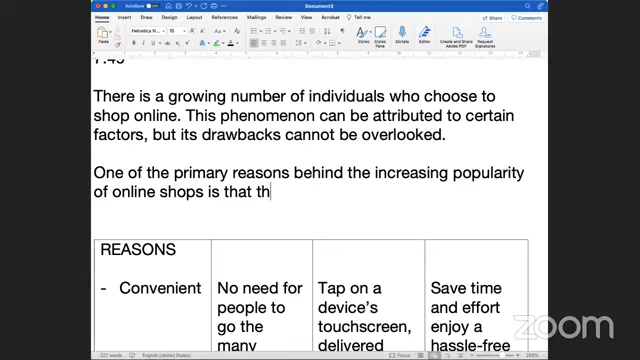 AutoSave
Document3
Home Insert Draw Design Layout References Mailings Review View Acrobat Tell me
Share Comments
Paste
Helvetica N... 15
Styles
Styles Pane
Dictate
Editor
Create and Share Adobe PDF
Request Signatures
7:45
There is a growing number of individuals who choose to
shop online. This phenomenon can be attributed to certain
factors, but its drawbacks cannot be overlooked.
One of the primary reasons behind the increasing popularity
of online shops is that th
REASONS
- Convenient
No need for
people to
go the
many
Tap on a
device's
touchscreen,
delivered
Save time
and effort
enjoy a
hassle-free
327 words English (United States) Focus 288%
zoom